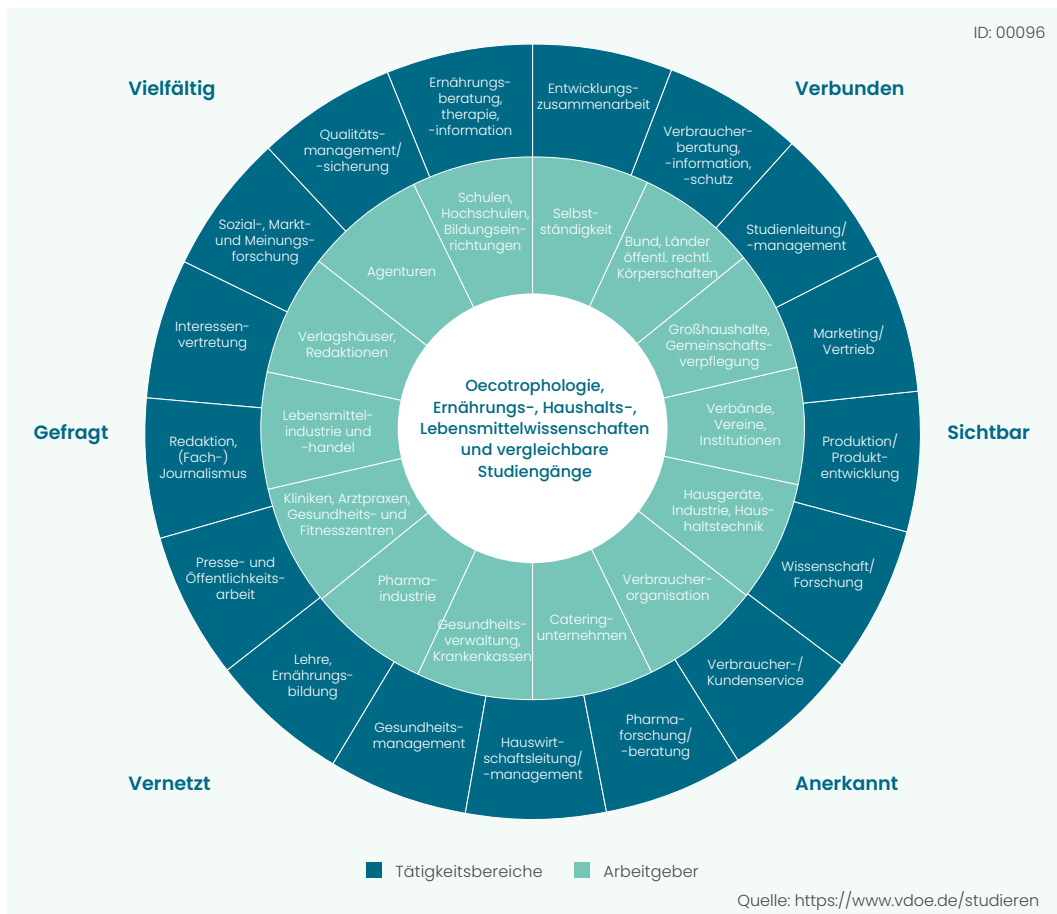 ID: 00096
Vielfältig
Verbunden
Ernährungs-
beratung,
therapie,
-information
Entwicklungs-
zusammenarbeit
Verbraucher-
beratung,
-information,
-schutz
Studienleitung/
-management
Marketing/
Vertrieb
Produktion/
Produkt-
entwicklung
Wissenschaft/
Forschung
Verbraucher-/
Kundenservice
Pharma-
forschung/
-beratung
Hauswirt-
schaftsleitung/
-management
Gesundheits-
management
Lehre,
Ernährungs-
bildung
Presse- und
Öffentlichkeits-
arbeit
Redaktion,
(Fach-)
Journalismus
Interessen-
vertretung
Sozial-, Markt-
und Meinungs-
forschung
Qualitäts-
management/
-sicherung
Schulen,
Hochschulen,
Bildungsein-
richtungen
Selbst-
ständigkeit
Bund, Länder
öffentl. rechtl.
Körperschaften
Großhaushalte,
Gemeinschafts-
verpflegung
Verbände,
Vereine,
Institutionen
Hausgeräte,
Industrie, Haus-
haltstechnik
Verbraucher-
organisation
Catering-
unternehmen
Gesundheits-
verwaltung,
Krankenkassen
Pharma-
industrie
Kliniken, Arztpraxen,
Gesundheits- und
Fitnesszentren
Lebensmittel-
industrie und
-handel
Verlagshäuser,
Redaktionen
Agenturen
Oecotrophologie,
Ernährungs-, Haushalts-,
Lebensmittelwissenschaften
und vergleichbare
Studiengänge
Gefragt
Sichtbar
Vernetzt
Anerkannt
Tätigkeitsbereiche
Arbeitgeber
Quelle: https://www.vdoe.de/studieren